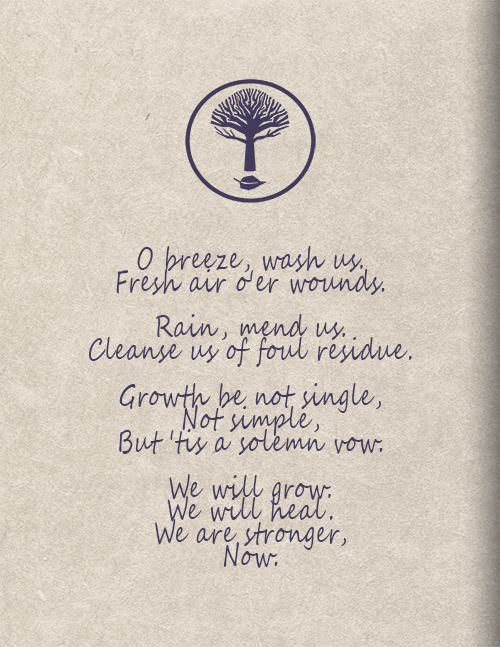 O breeze, wash us.
Fresh air o'er wounds.
Rain, mend us.
Cleanse us of foul residue.
Growth be not single,
Not simple,
But 'tis a solemn vow.
We will grow.
We will heal.
We are stronger,
Now.